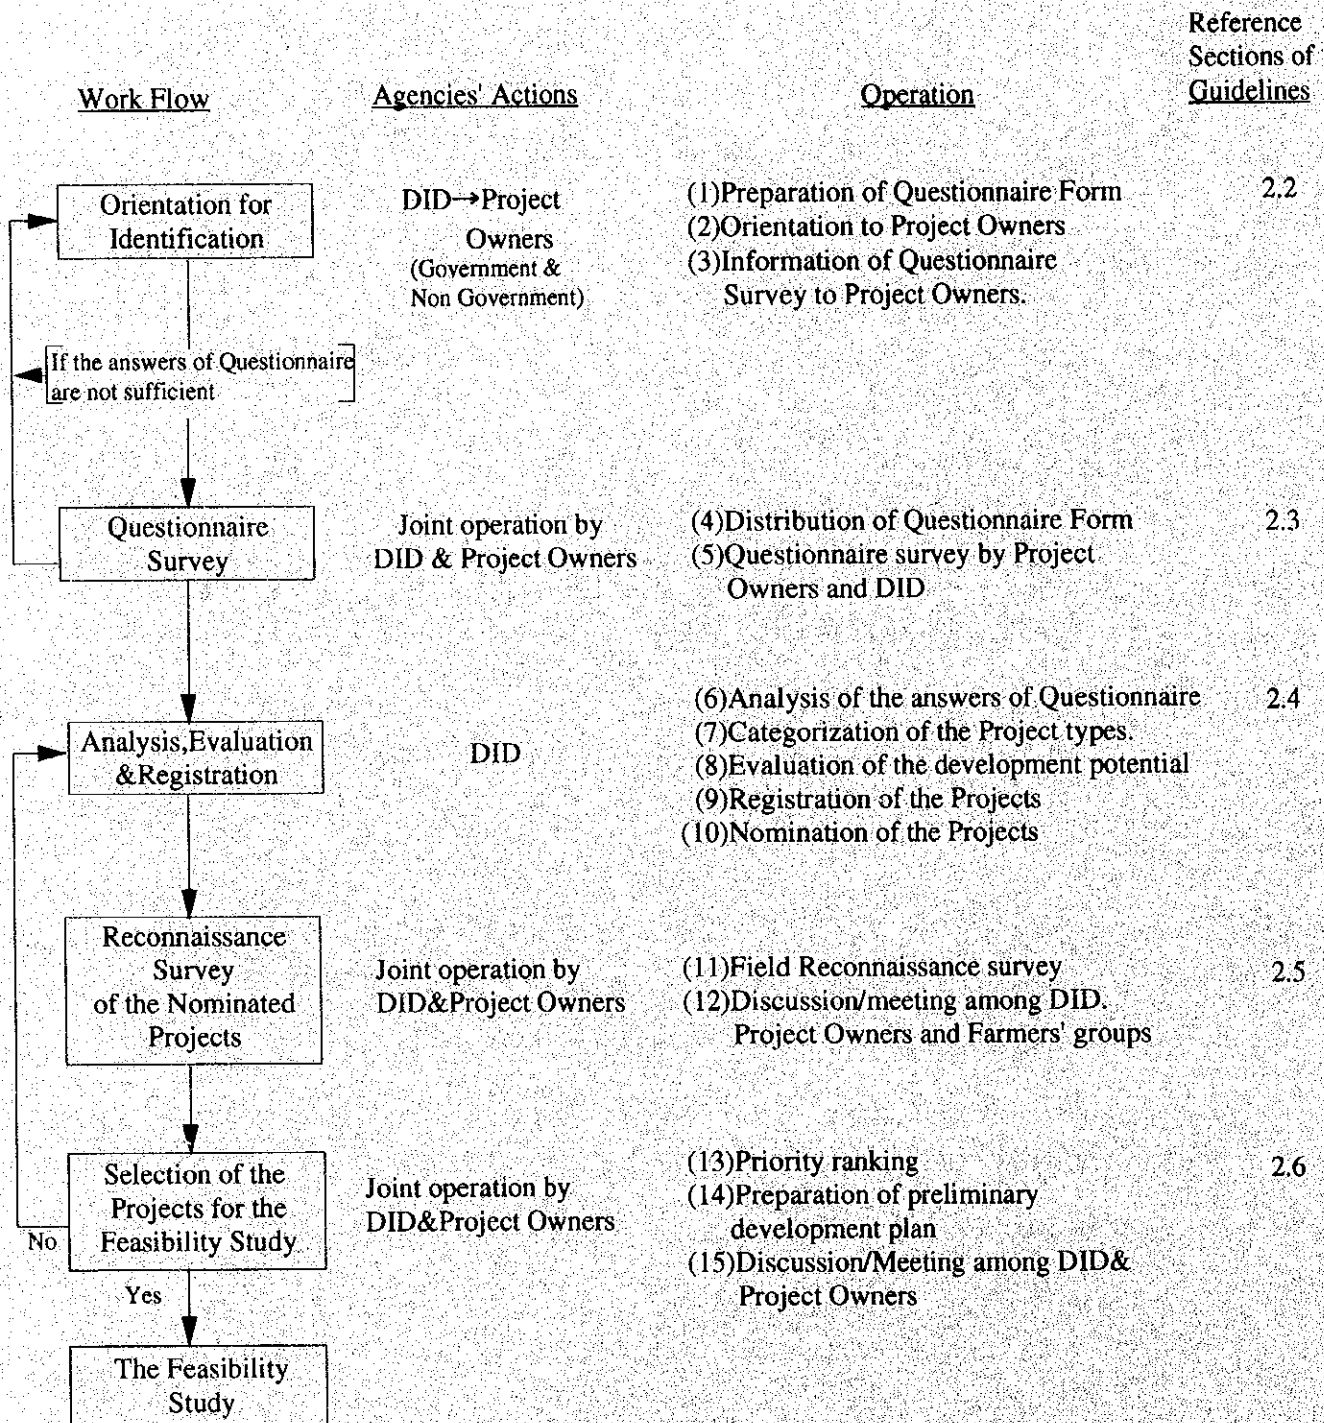 Reference
Sections of
Guidelines
Work Flow
Agencies' Actions
Operation
Orientation for
Identification
DID→Project
Owners
(Government &
Non Government)
(1)Preparation of Questionnaire Form
(2)Orientation to Project Owners
(3)Information of Questionnaire
Survey to Project Owners.
2.2
If the answers of Questionnaire
are not sufficient
Questionnaire
Survey
Joint operation by
DID & Project Owners
(4)Distribution of Questionnaire Form
(5)Questionnaire survey by Project
Owners and DID
2.3
Analysis,Evaluation
&Registration
DID
(6)Analysis of the answers of Questionnaire
(7)Categorization of the Project types.
(8)Evaluation of the development potential
(9)Registration of the Projects
(10)Nomination of the Projects
2.4
Reconnaissance
Survey
of the Nominated
Projects
Joint operation by
DID&Project Owners
(11)Field Reconnaissance survey
(12)Discussion/meeting among DID.
Project Owners and Farmers' groups
2.5
Selection of the
Projects for the
Feasibility Study
Joint operation by
DID&Project Owners
(13)Priority ranking
(14)Preparation of preliminary
development plan
(15)Discussion/Meeting among DID&
Project Owners
2.6
No
Yes
The Feasibility
Study